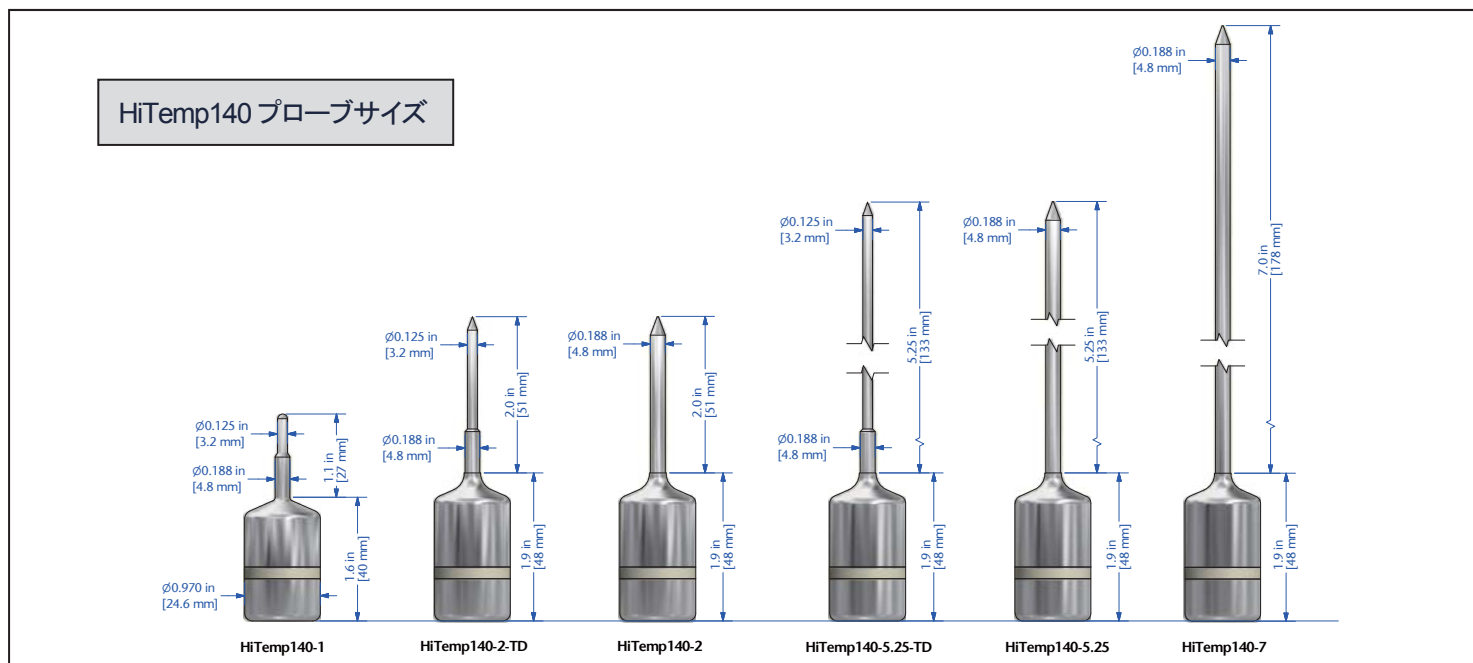 HiTemp140 プローブサイズ
Ø0.125 in
[3.2 mm]
Ø0.188 in
[4.8 mm]
1.1 in
[27 mm]
1.6 in
[40 mm]
Ø0.970 in
[24.6 mm]
HiTemp140-1
Ø0.125 in
[3.2 mm]
Ø0.188 in
[4.8 mm]
2.0 in
[51 mm]
1.9 in
[48 mm]
HiTemp140-2-TD
Ø0.188 in
[4.8 mm]
2.0 in
[51 mm]
1.9 in
[48 mm]
HiTemp140-2
Ø0.125 in
[3.2 mm]
Ø0.188 in
[4.8 mm]
5.25 in
[133 mm]
1.9 in
[48 mm]
HiTemp140-5.25-TD
Ø0.188 in
[4.8 mm]
5.25 in
[133 mm]
1.9 in
[48 mm]
HiTemp140-5.25
Ø0.188 in
[4.8 mm]
7.0 in
[178 mm]
1.9 in
[48 mm]
HiTemp140-7